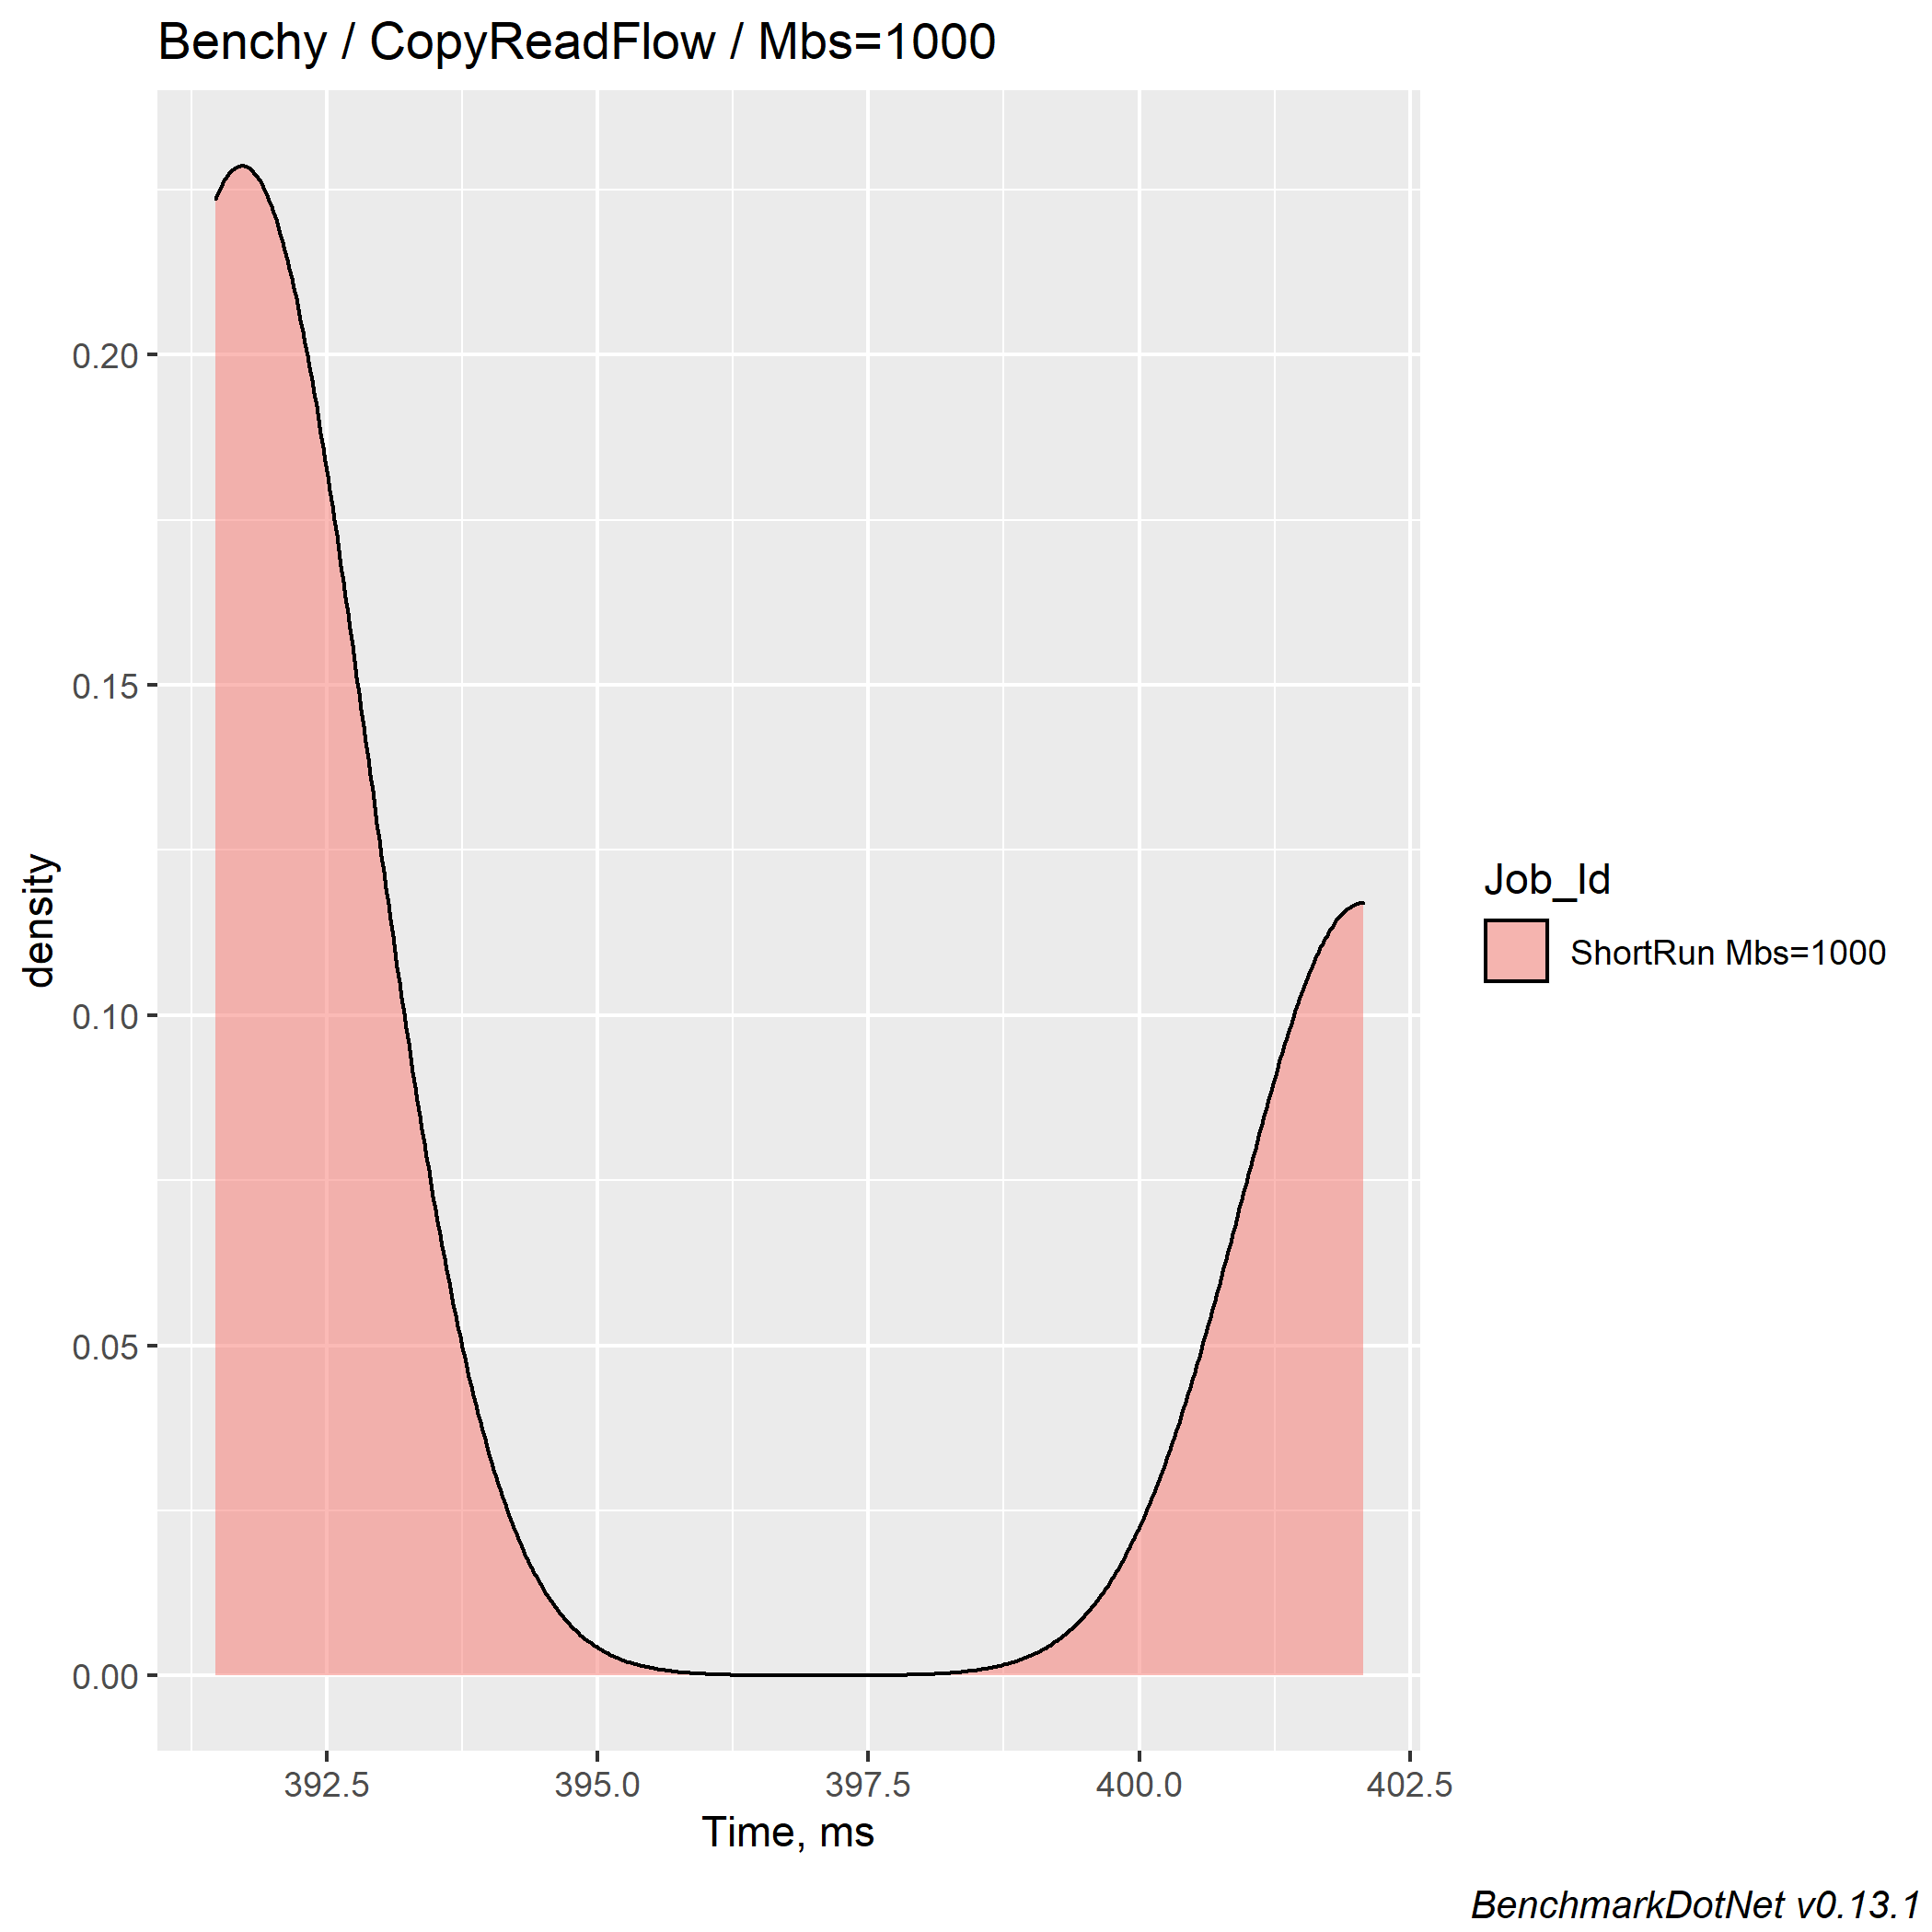 Benchy / CopyReadFlow / Mbs=1000
0.20
0.15
0.10
0.05
0.00
density
392.5 395.0 397.5 400.0 402.5
Time, ms
Job_Id
ShortRun Mbs=1000
BenchmarkDotNet v0.13.1